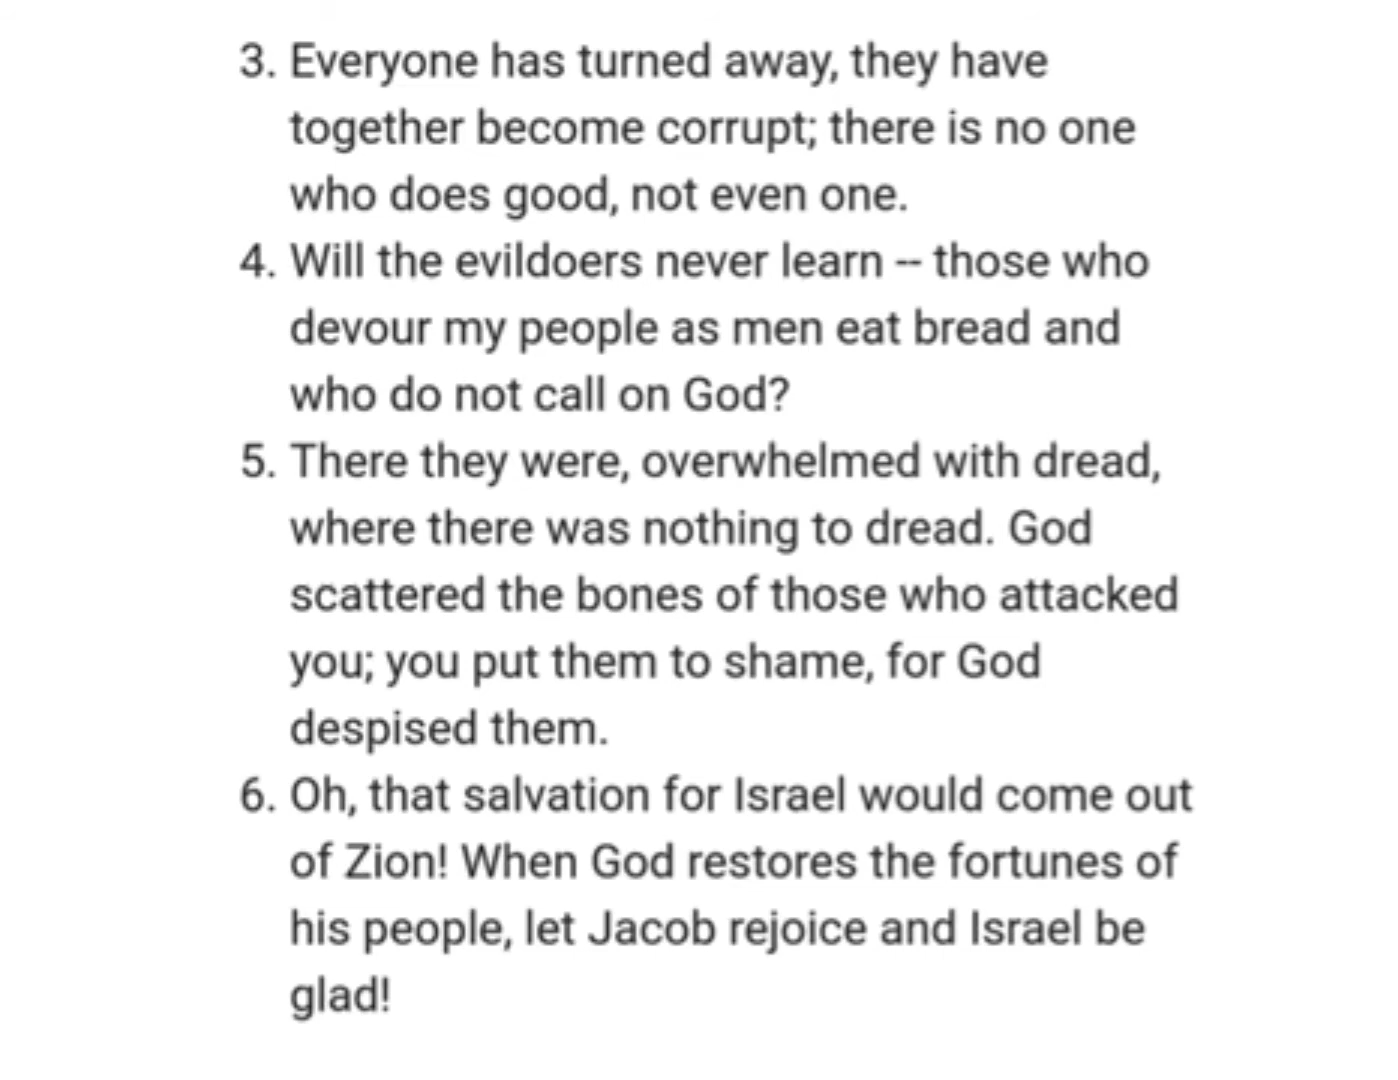 3. Everyone has turned away, they have
together become corrupt; there is no one
who does good, not even one.
4. Will the evildoers never learn -- those who
devour my people as men eat bread and
who do not call on God?
5. There they were, overwhelmed with dread,
where there was nothing to dread. God
scattered the bones of those who attacked
you; you put them to shame, for God
despised them.
6. Oh, that salvation for Israel would come out
of Zion! When God restores the fortunes of
his people, let Jacob rejoice and Israel be
glad!